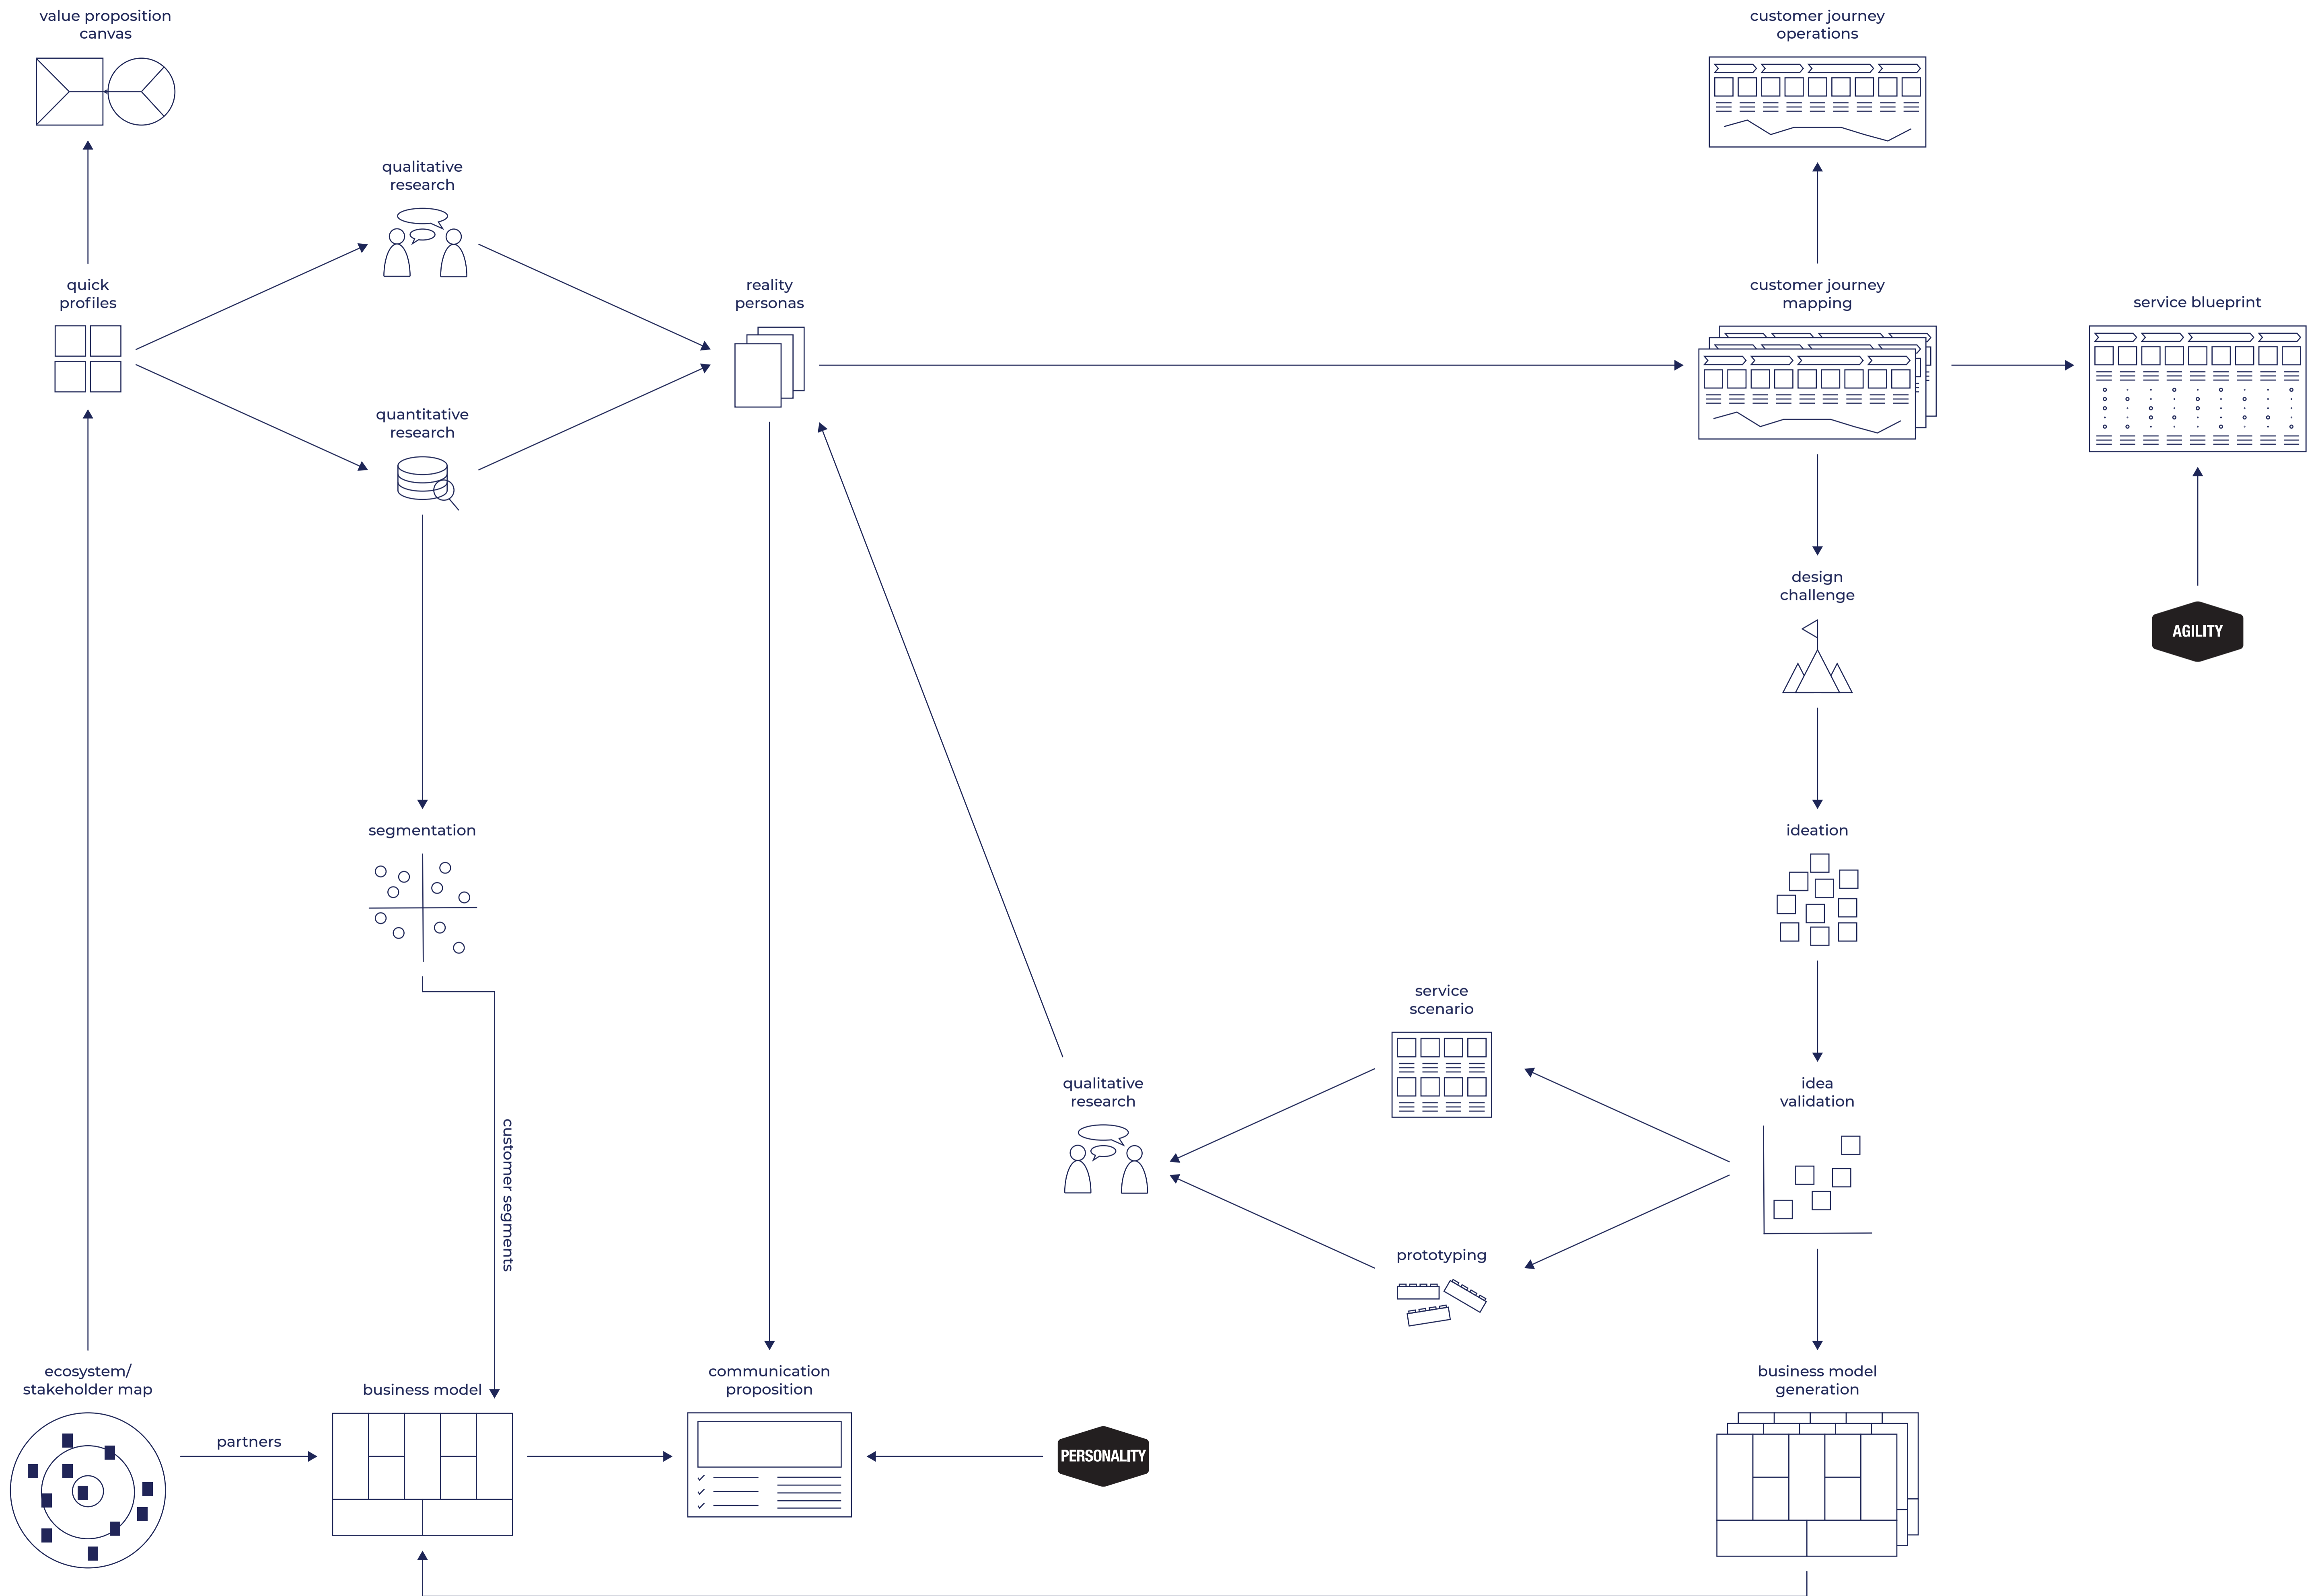 value proposition
canvas
customer journey
operations
qualitative
research
quick
profiles
reality
personas
customer journey
mapping
service blueprint
quantitative
research
design
challenge
AGILITY
segmentation
ideation
service
scenario
qualitative
research
idea
validation
customer segments
prototyping
ecosystem/
stakeholder map
business model
communication
proposition
business model
generation
partners
PERSONALITY